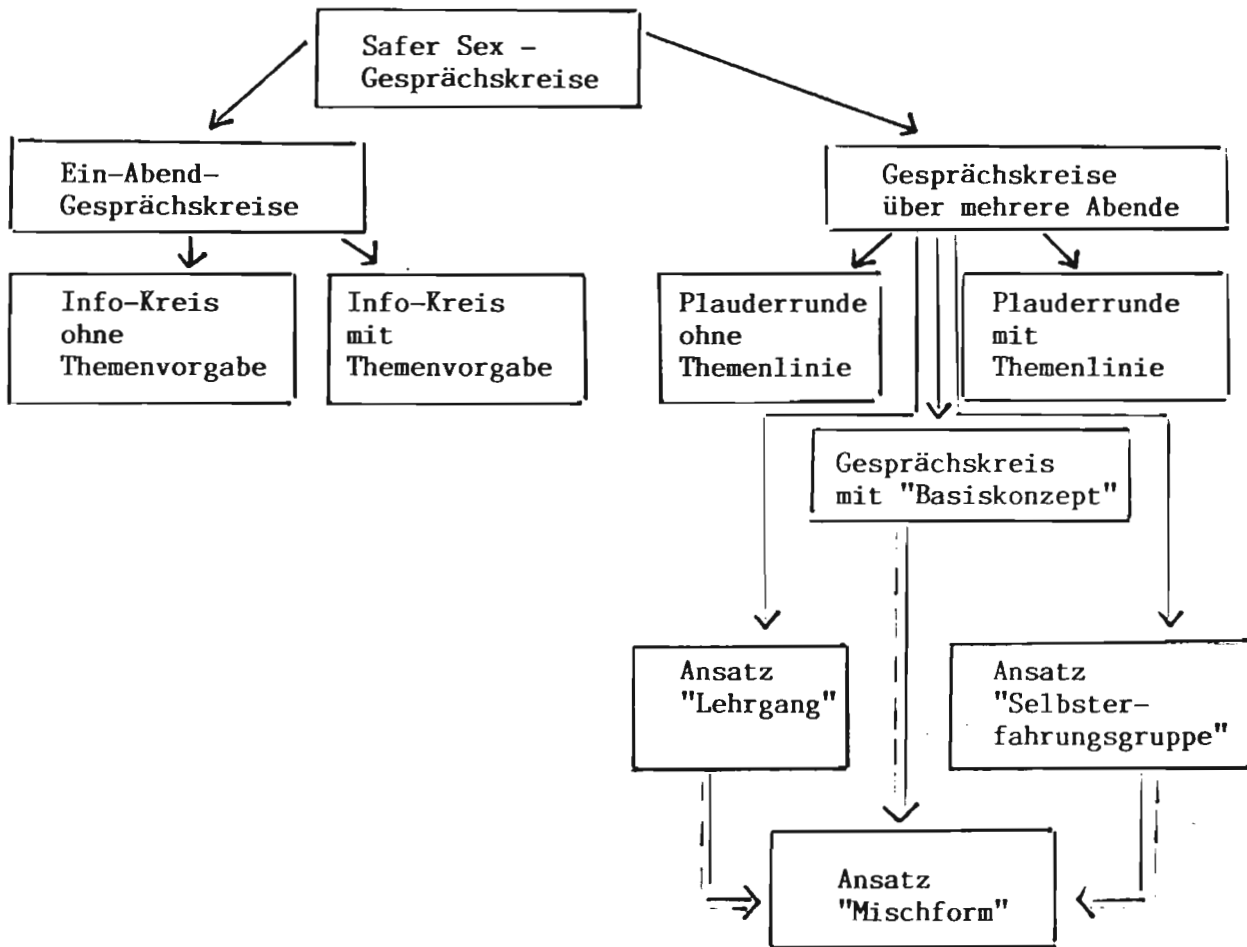 Safer Sex –
Gesprächskreise
Ein-Abend-
Gesprächskreise
Gesprächskreise
über mehrere Abende
Info-Kreis
ohne
Themenvorgabe
Info-Kreis
mit
Themenvorgabe
Plauderrunde
ohne
Themenlinie
Plauderrunde
mit
Themenlinie
Gesprächskreis
mit "Basiskonzept"
Ansatz
"Lehrgang"
Ansatz
"Selbster-
fahrungsgruppe"
Ansatz
"Mischform"